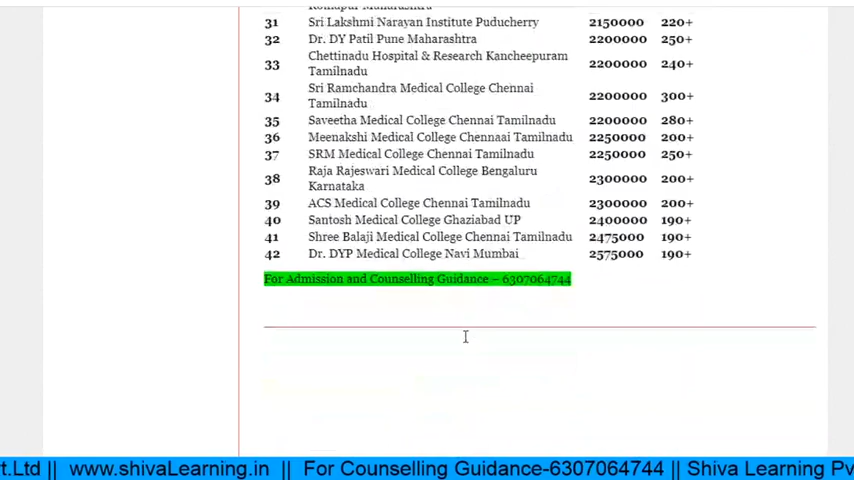 Kolhapur Maharashtra
31 Sri Lakshmi Narayan Institute Puducherry 2150000 220+
32 Dr. DY Patil Pune Maharashtra 2200000 250+
33 Chettinadu Hospital & Research Kancheepuram Tamilnadu 2200000 240+
34 Sri Ramchandra Medical College Chennai Tamilnadu 2200000 300+
35 Saveetha Medical College Chennai Tamilnadu 2200000 280+
36 Meenakshi Medical College Chennaai Tamilnadu 2250000 200+
37 SRM Medical College Chennai Tamilnadu 2250000 250+
38 Raja Rajeswari Medical College Bengaluru Karnataka 2300000 200+
39 ACS Medical College Chennai Tamilnadu 2300000 200+
40 Santosh Medical College Ghaziabad UP 2400000 190+
41 Shree Balaji Medical College Chennai Tamilnadu 2475000 190+
42 Dr. DYP Medical College Navi Mumbai 2575000 190+
For Admission and Counselling Guidance – 6307064744
t.Ltd || www.shivaLearning.in || For Counselling Guidance-6307064744 || Shiva Learning Pv